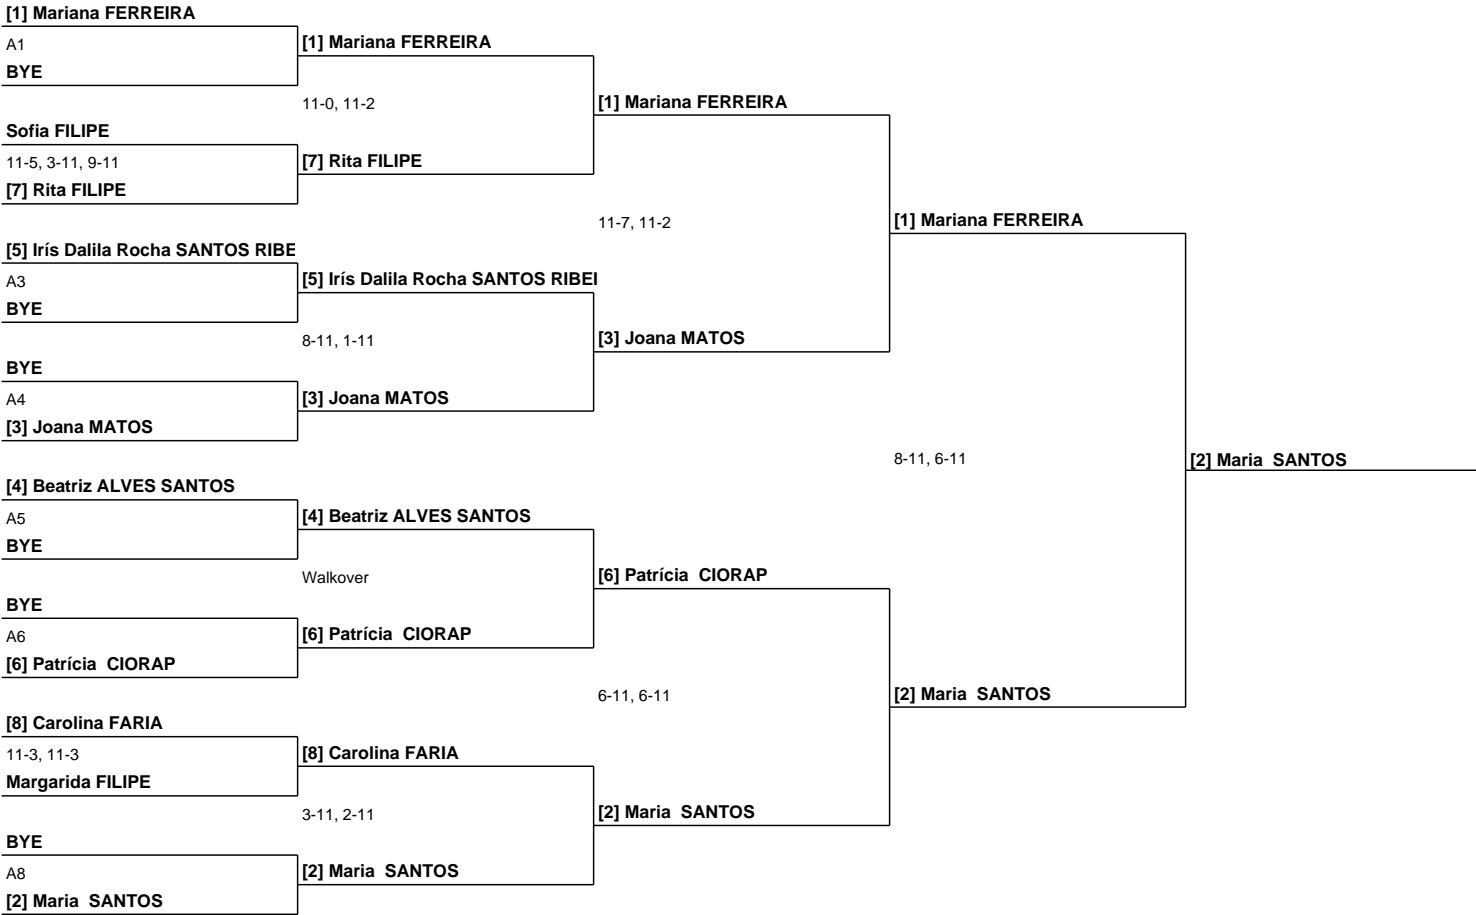 [1] Mariana FERREIRA
A1
BYE
Sofia FILIPE
11-5, 3-11, 9-11
[7] Rita FILIPE
[5] Irís Dalila Rocha SANTOS RIBE
A3
BYE
BYE
A4
[3] Joana MATOS
[4] Beatriz ALVES SANTOS
A5
BYE
BYE
A6
[6] Patrícia CIORAP
[8] Carolina FARIA
11-3, 11-3
Margarida FILIPE
BYE
A8
[2] Maria SANTOS
[1] Mariana FERREIRA
11-0, 11-2
[7] Rita FILIPE
[5] Irís Dalila Rocha SANTOS RIBEI
8-11, 1-11
[3] Joana MATOS
[4] Beatriz ALVES SANTOS
Walkover
[6] Patrícia CIORAP
[8] Carolina FARIA
3-11, 2-11
[2] Maria SANTOS
[1] Mariana FERREIRA
11-7, 11-2
[3] Joana MATOS
[6] Patrícia CIORAP
6-11, 6-11
[2] Maria SANTOS
[1] Mariana FERREIRA
8-11, 6-11
[2] Maria SANTOS
[2] Maria SANTOS